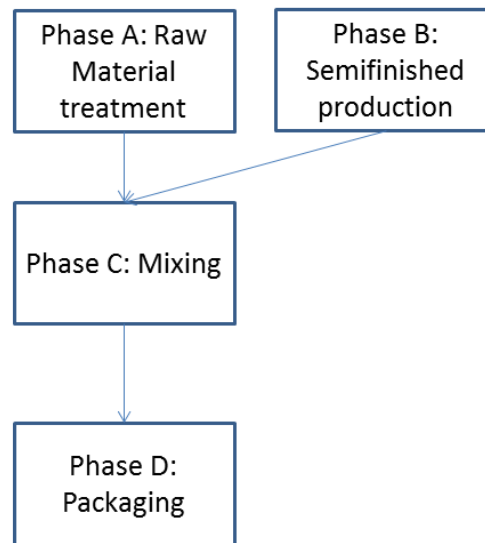 Phase A: Raw
Material
treatment
Phase B:
Semifinished
production
Phase C: Mixing
Phase D:
Packaging